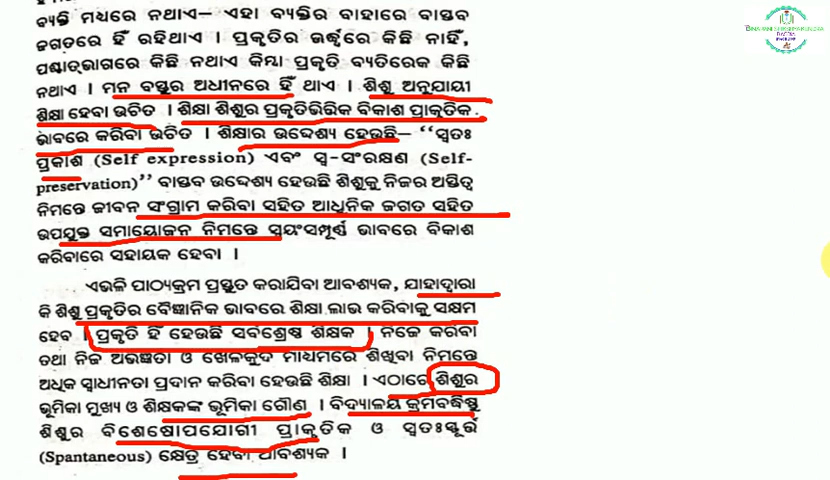 ବ୍ୟକ୍ତି ମଧ୍ୟରେ ନଥାଏ— ଏହା ବ୍ୟକ୍ତିର ବାହାରେ ବାସ୍ତବ
ଜଗତ୍‌ରେ ହିଁ ରହିଥାଏ । ପ୍ରକୃତିର ଊର୍ଦ୍ଧ୍ୱରେ କିଛି ନାହିଁ,
ପଶ୍ଚାତ୍‌ଭାଗରେ କିଛି ନଥାଏ କିମ୍ବା ପ୍ରକୃତି ବ୍ୟତିରେକ କିଛି
ନଥାଏ । ମନ ବସ୍ତୁର ଅଧୀନରେ ହିଁ ଥାଏ । ଶିଶୁ ଅନୁଯାୟୀ
ଶିକ୍ଷା ହେବା ଉଚିତ । ଶିକ୍ଷା ଶିଶୁର ପ୍ରକୃତିଭିତ୍ତିକ ବିକାଶ ପ୍ରାକୃତିକ
ଭାବରେ କରିବା ଉଚିତ । ଶିକ୍ଷାର ଉଦ୍ଦେଶ୍ୟ ହେଉଛି— “ସ୍ୱତଃ
ପ୍ରକାଶ (Self expression) ଏବଂ ସ୍ୱ-ସଂରକ୍ଷଣ (Self-
preservation)” ବାସ୍ତବ ଉଦ୍ଦେଶ୍ୟ ହେଉଛି ଶିଶୁକୁ ନିଜର ଅସ୍ତିତ୍ୱ
ନିମନ୍ତେ ଜୀବନ ସଂଗ୍ରାମ କରିବା ସହିତ ଆଧୁନିକ ଜଗତ ସହିତ
ଉପଯୁକ୍ତ ସମାୟୋଜନ ନିମନ୍ତେ ସ୍ୱୟଂସମ୍ପୂର୍ଣ୍ଣ ଭାବରେ ବିକାଶ
କରିବାରେ ସହାୟକ ହେବା ।
ଏଭଳି ପାଠ୍ୟକ୍ରମ ପ୍ରସ୍ତୁତ କରାଯିବା ଆବଶ୍ୟକ, ଯାହାଦ୍ୱାରା
କି ଶିଶୁ ପ୍ରକୃତିର ବୈଜ୍ଞାନିକ ଭାବରେ ଶିକ୍ଷା ଲାଭ କରିବାକୁ ସକ୍ଷମ
ହେବ । ପ୍ରକୃତି ହିଁ ହେଉଛି ସର୍ବଶ୍ରେଷ୍ଠ ଶିକ୍ଷକ । ନିଜେ କରିବା
ତଥା ନିଜ ଅଭିଜ୍ଞତା ଓ ଖେଳକୁଦ ମାଧ୍ୟମରେ ଶିଖିବା ନିମନ୍ତେ
ଅଧିକ ସ୍ୱାଧୀନତା ପ୍ରଦାନ କରିବା ହେଉଛି ଶିକ୍ଷା । ଏଠାରେ ଶିଶୁର
ଭୂମିକା ମୁଖ୍ୟ ଓ ଶିକ୍ଷକଙ୍କ ଭୂମିକା ଗୌଣ । ବିଦ୍ୟାଳୟ କ୍ରମବର୍ଦ୍ଧିଷ୍ଣୁ
ଶିଶୁର ବିଶେଷୋପଯୋଗୀ ପ୍ରାକୃତିକ ଓ ସ୍ୱତଃସ୍ଫୂର୍ତ୍ତ
(Spontaneous) କ୍ଷେତ୍ର ହେବା ଆବଶ୍ୟକ ।